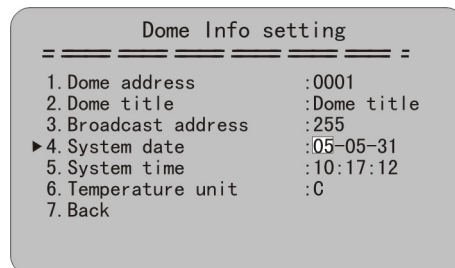 Dome Info setting
1. Dome address :0001
2. Dome title :Dome title
3. Broadcast address :255
▶4. System date :05-05-31
5. System time :10:17:12
6. Temperature unit :C
7. Back